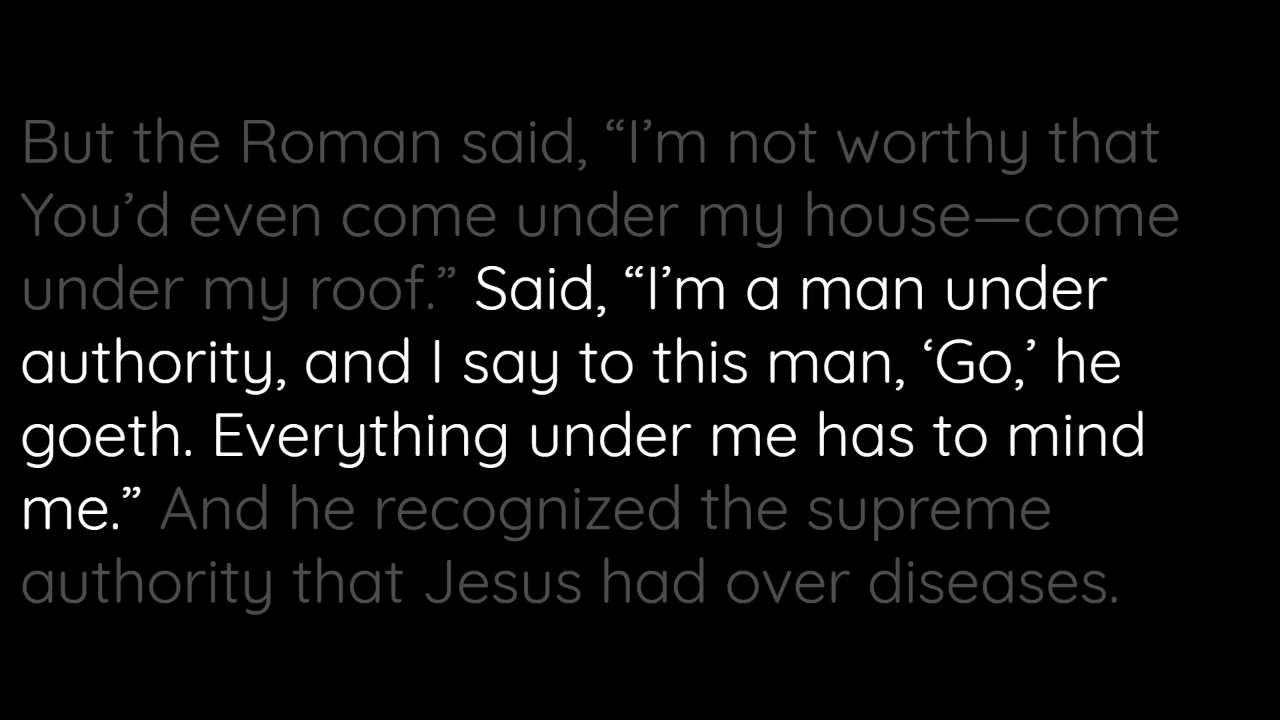 But the Roman said, “I’m not worthy that
You’d even come under my house—come
under my roof.” Said, “I’m a man under
authority, and I say to this man, ‘Go,’ he
goeth. Everything under me has to mind
me.” And he recognized the supreme
authority that Jesus had over diseases.